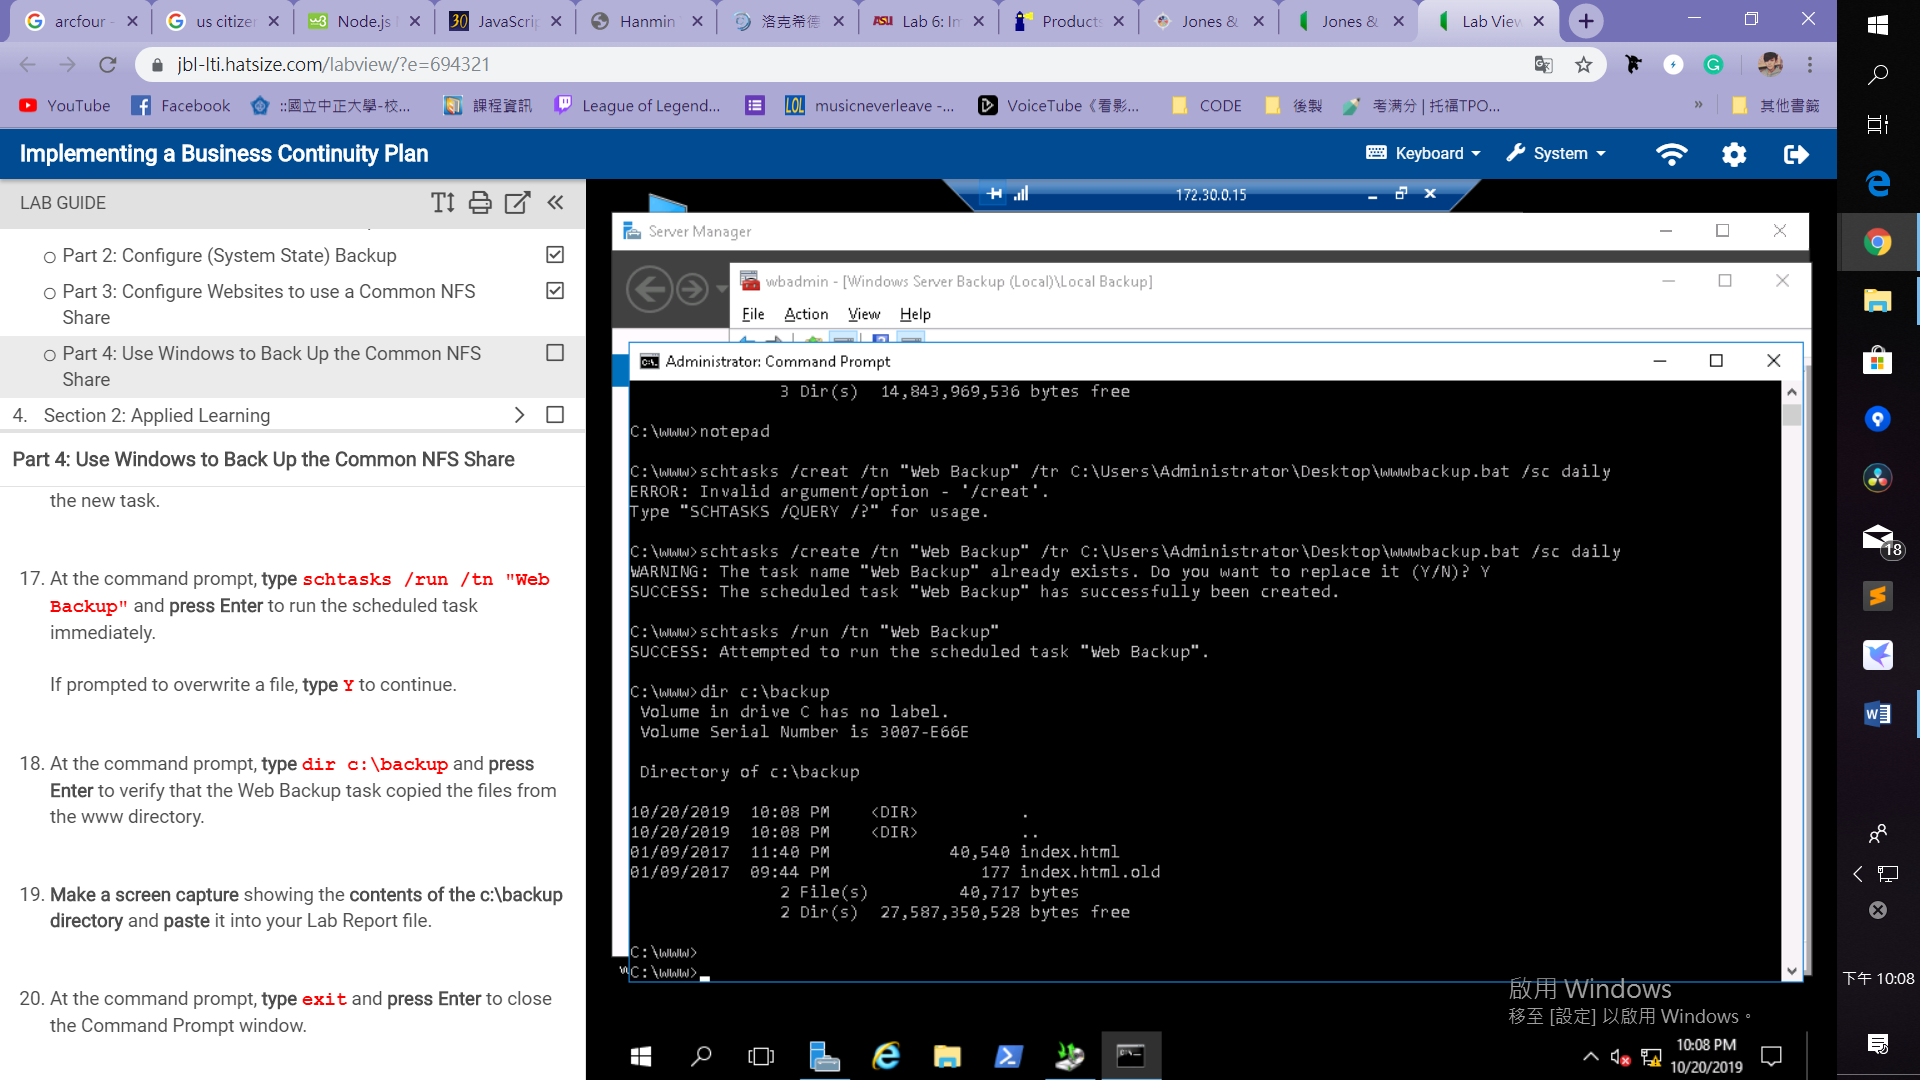 arcfour -
us citizer
Node.js
JavaScrip
Hanmin
洛克希德
Lab 6: In
Products
Jones &
Jones &
Lab View
jbl-lti.hatsize.com/labview/?e=694321
YouTube
Facebook
::國立中正大學-校...
課程資訊
League of Legend...
musicneverleave -...
VoiceTube《看影...
CODE
後製
考满分 | 托福TPO...
»
其他書籤
Implementing a Business Continuity Plan
Keyboard
System
LAB GUIDE
172.30.0.15
Part 2: Configure (System State) Backup
Part 3: Configure Websites to use a Common NFS
Share
Part 4: Use Windows to Back Up the Common NFS
Share
4. Section 2: Applied Learning
Part 4: Use Windows to Back Up the Common NFS Share
the new task.
17. At the command prompt, type schtasks /run /tn "Web
Backup" and press Enter to run the scheduled task
immediately.
If prompted to overwrite a file, type Y to continue.
18. At the command prompt, type dir c:\backup and press
Enter to verify that the Web Backup task copied the files from
the www directory.
19. Make a screen capture showing the contents of the c:\backup
directory and paste it into your Lab Report file.
20. At the command prompt, type exit and press Enter to close
the Command Prompt window.
Server Manager
wbadmin - [Windows Server Backup (Local)\Local Backup]
File Action View Help
Administrator: Command Prompt
3 Dir(s) 14,843,969,536 bytes free
C:\www>notepad
C:\www>schtasks /creat /tn "Web Backup" /tr C:\Users\Administrator\Desktop\wwwbackup.bat /sc daily
ERROR: Invalid argument/option - '/creat'.
Type "SCHTASKS /QUERY /?" for usage.
C:\www>schtasks /create /tn "Web Backup" /tr C:\Users\Administrator\Desktop\wwwbackup.bat /sc daily
WARNING: The task name "Web Backup" already exists. Do you want to replace it (Y/N)? Y
SUCCESS: The scheduled task "Web Backup" has successfully been created.
C:\www>schtasks /run /tn "Web Backup"
SUCCESS: Attempted to run the scheduled task "Web Backup".
C:\www>dir c:\backup
Volume in drive C has no label.
Volume Serial Number is 3007-E66E
Directory of c:\backup
10/20/2019 10:08 PM <DIR> .
10/20/2019 10:08 PM <DIR> ..
01/09/2017 11:40 PM 40,540 index.html
01/09/2017 09:44 PM 177 index.html.old
2 File(s) 40,717 bytes
2 Dir(s) 27,587,350,528 bytes free
C:\www>
C:\www>_
啟用 Windows
移至 [設定] 以啟用 Windows。
10:08 PM
10/20/2019
18
下午 10:08